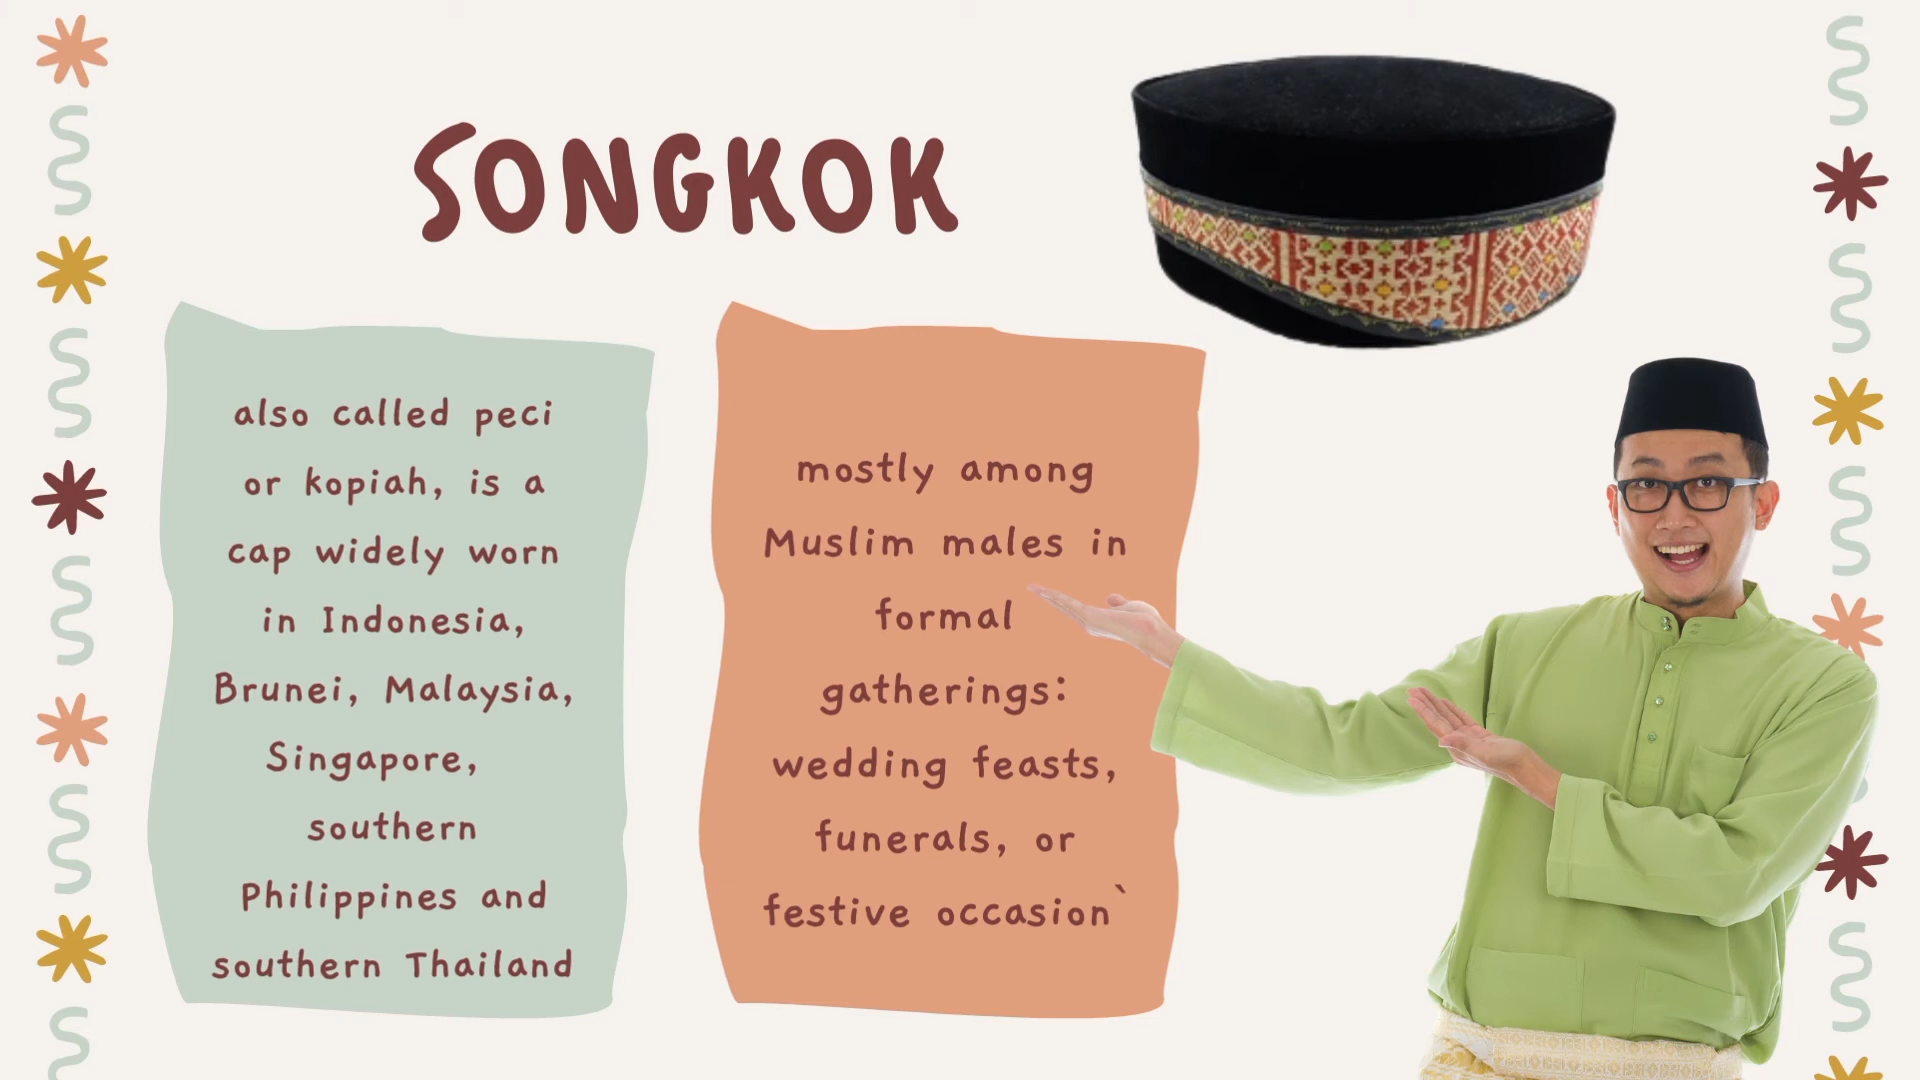 SONGKOK
also called peci
or kopiah, is a
cap widely worn
in Indonesia,
Brunei, Malaysia,
Singapore,
southern
Philippines and
southern Thailand
mostly among
Muslim males in
formal
gatherings:
wedding feasts,
funerals, or
festive occasion`